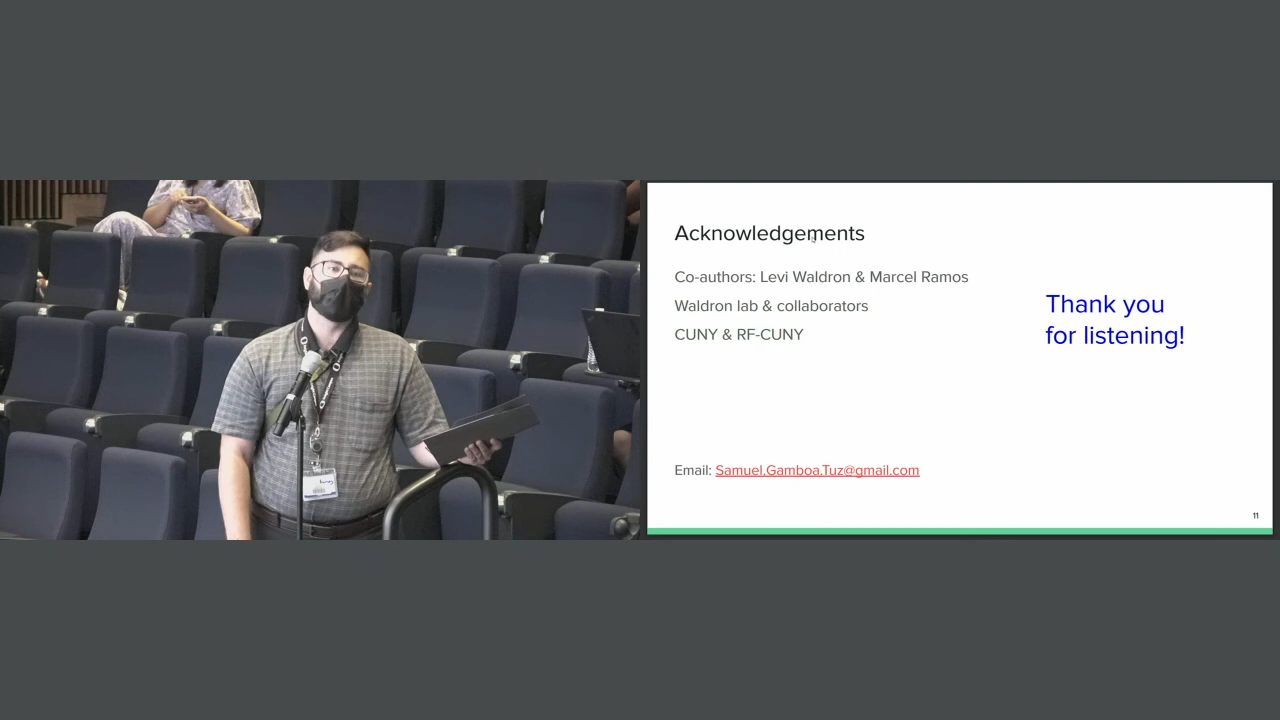 Acknowledgements
Co-authors: Levi Waldron & Marcel Ramos
Waldron lab & collaborators
CUNY & RF-CUNY
Thank you
for listening!
Email: Samuel.Gamboa.Tuz@gmail.com
11